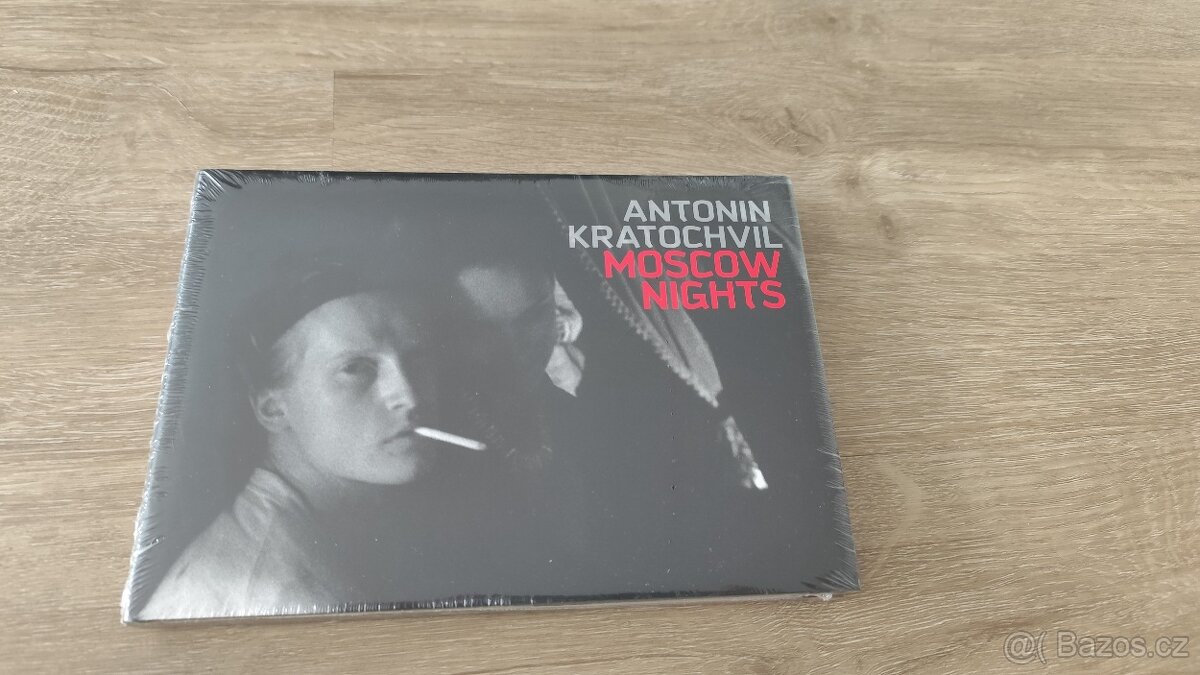 ANTONIN
KRATOCHVIL
MOSCOW
NIGHTS
@( Bazos.cz